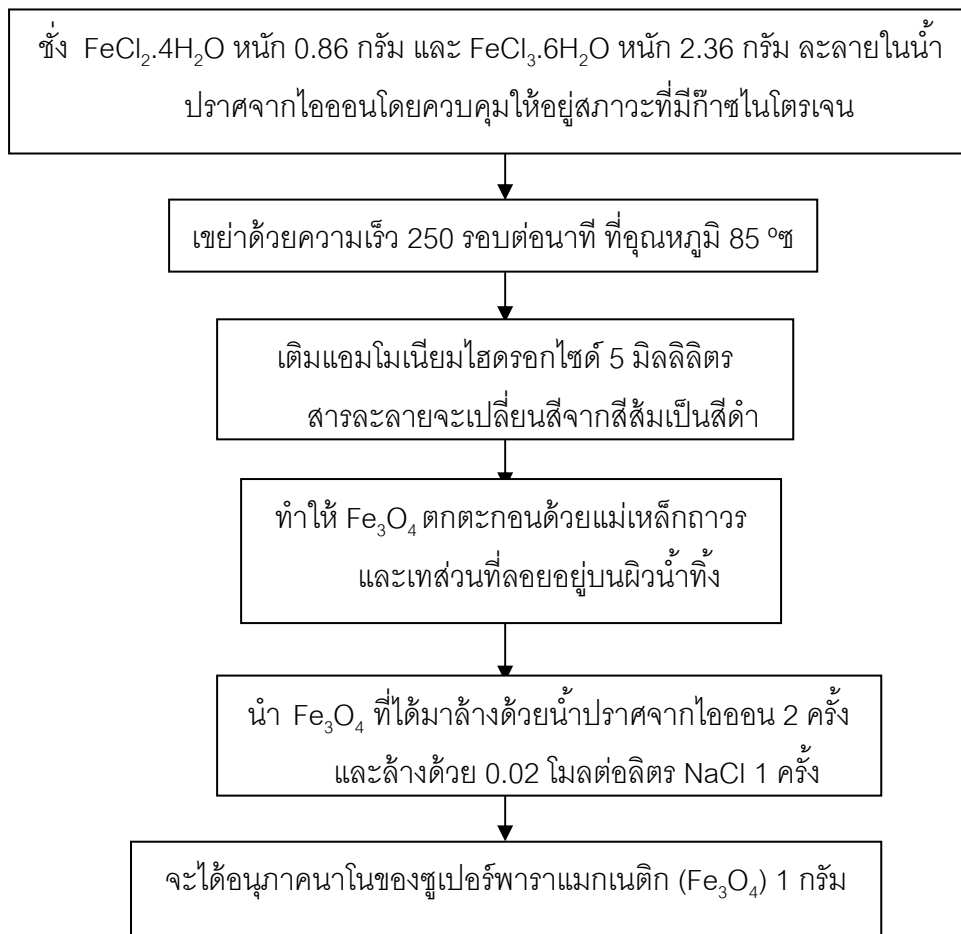 ชั่ง FeCl₂.4H₂O หนัก 0.86 กรัม และ FeCl₃.6H₂O หนัก 2.36 กรัม ละลายในน้ำ
ปราศจากไอออนโดยควบคุมให้อยู่สภาวะที่มีก๊าซไนโตรเจน
เขย่าด้วยความเร็ว 250 รอบต่อนาที ที่อุณหภูมิ 85 ºซ
เติมแอมโมเนียมไฮดรอกไซด์ 5 มิลลิลิตร
สารละลายจะเปลี่ยนสีจากสีส้มเป็นสีดำ
ทำให้ Fe₃O₄ ตกตะกอนด้วยแม่เหล็กถาวร
และเทส่วนที่ลอยอยู่บนผิวน้ำทิ้ง
นำ Fe₃O₄ ที่ได้มาล้างด้วยน้ำปราศจากไอออน 2 ครั้ง
และล้างด้วย 0.02 โมลต่อลิตร NaCl 1 ครั้ง
จะได้อนุภาคนาโนของซูเปอร์พาราแมกเนติก (Fe₃O₄) 1 กรัม